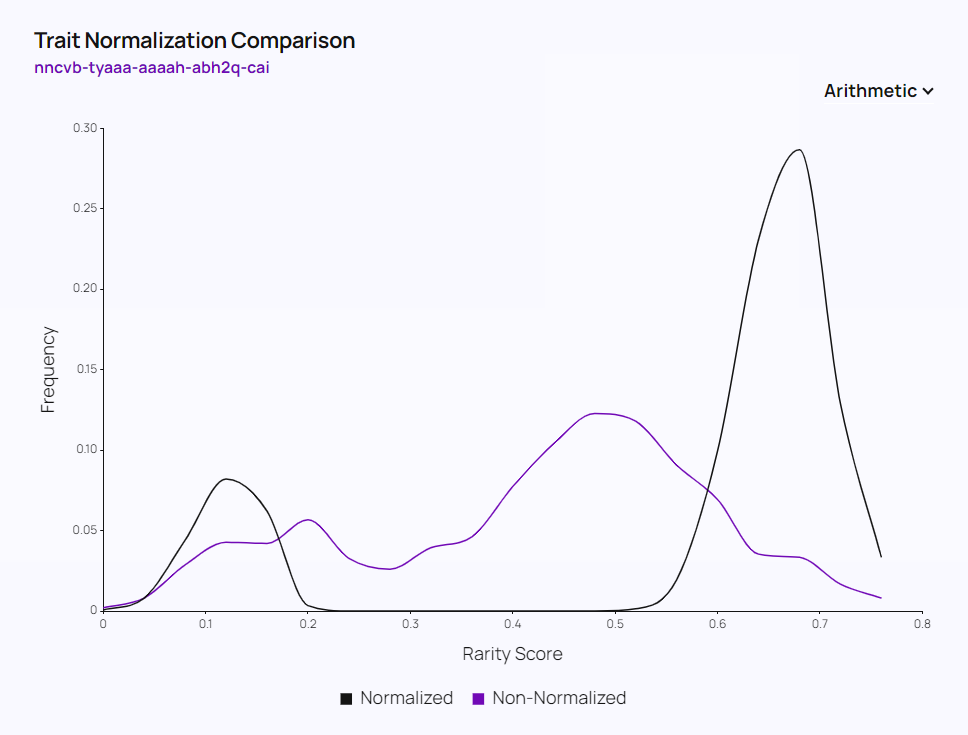 Trait Normalization Comparison
nncvb-tyaaa-aaaah-abh2q-cai
Arithmetic
0.30
0.25
0.20
0.15
0.10
0.05
0
Frequency
0 0.1 0.2 0.3 0.4 0.5 0.6 0.7 0.8
Rarity Score
Normalized Non-Normalized